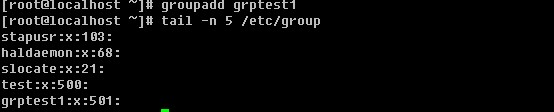 [root@localhost ~]# groupadd grptest1
[root@localhost ~]# tail -n 5 /etc/group
stapusr:x:103:
haldaemon:x:68:
slocate:x:21:
test:x:500:
grptest1:x:501: